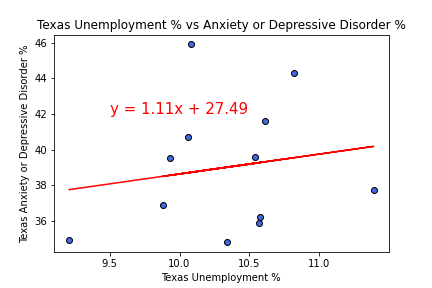 Texas Unemployment % vs Anxiety or Depressive Disorder %
Texas Anxiety or Depressive Disorder %
46
44
42
40
38
36
y = 1.11x + 27.49
9.5
10.0
10.5
11.0
Texas Unemployment %